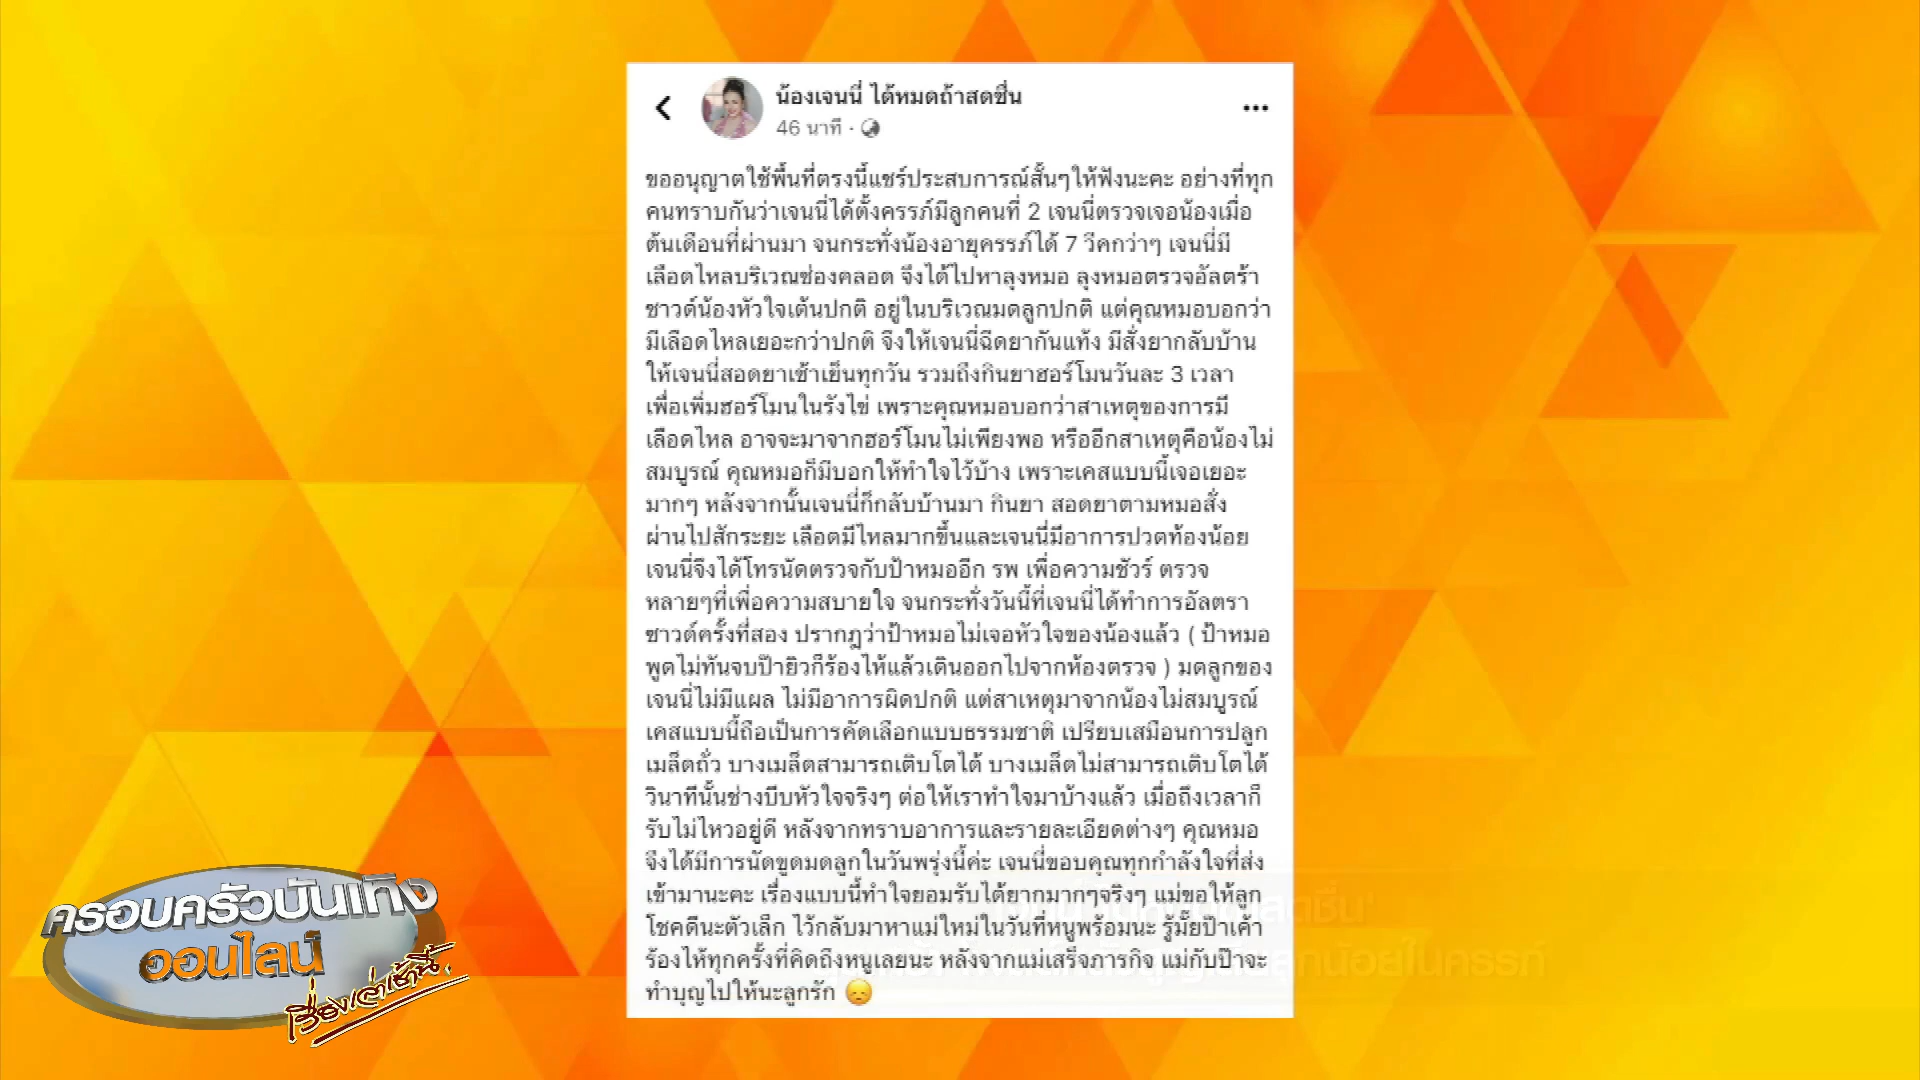 น้องเจนนี่ ได้หมดถ้าสดชื่น
46 นาที ·
ขออนุญาตใช้พื้นที่ตรงนี้แชร์ประสบการณ์สั้นๆให้ฟังนะคะ อย่างที่ทุก
คนทราบกันว่าเจนนี่ได้ตั้งครรภ์มีลูกคนที่ 2 เจนนี่ตรวจเจอน้องเมื่อ
ต้นเดือนที่ผ่านมา จนกระทั่งน้องอายุครรภ์ได้ 7 วีคกว่าๆ เจนนี่มี
เลือดไหลบริเวณช่องคลอด จึงได้ไปหาลุงหมอ ลุงหมอตรวจอัลตร้า
ซาวด์น้องหัวใจเต้นปกติ อยู่ในบริเวณมดลูกปกติ แต่คุณหมอบอกว่า
มีเลือดไหลเยอะกว่าปกติ จึงให้เจนนี่ฉีดยากันแท้ง มีสั่งยากลับบ้าน
ให้เจนนี่สอดยาเช้าเย็นทุกวัน รวมถึงกินยาฮอร์โมนวันละ 3 เวลา
เพื่อเพิ่มฮอร์โมนในรังไข่ เพราะคุณหมอบอกว่าสาเหตุของการมี
เลือดไหล อาจจะมาจากฮอร์โมนไม่เพียงพอ หรืออีกสาเหตุคือน้องไม่
สมบูรณ์ คุณหมอก็มีบอกให้ทำใจไว้บ้าง เพราะเคสแบบนี้เจอเยอะ
มากๆ หลังจากนั้นเจนนี่ก็กลับบ้านมา กินยา สอดยาตามหมอสั่ง
ผ่านไปสักระยะ เลือดมีไหลมากขึ้นและเจนนี่มีอาการปวดท้องน้อย
เจนนี่จึงได้โทรนัดตรวจกับป้าหมออีก รพ เพื่อความชัวร์ ตรวจ
หลายๆที่เพื่อความสบายใจ จนกระทั่งวันนี้ที่เจนนี่ได้ทำการอัลตรา
ซาวด์ครั้งที่สอง ปรากฎว่าป้าหมอไม่เจอหัวใจของน้องแล้ว ( ป้าหมอ
พูดไม่ทันจบป๊ายิวก็ร้องไห้แล้วเดินออกไปจากห้องตรวจ ) มดลูกของ
เจนนี่ไม่มีแผล ไม่มีอาการผิดปกติ แต่สาเหตุมาจากน้องไม่สมบูรณ์
เคสแบบนี้ถือเป็นการคัดเลือกแบบธรรมชาติ เปรียบเสมือนการปลูก
เมล็ดถั่ว บางเมล็ดสามารถเติบโตได้ บางเมล็ดไม่สามารถเติบโตได้
วินาทีนั้นช่างบีบหัวใจจริงๆ ต่อให้เราทำใจมาบ้างแล้ว เมื่อถึงเวลาก็
รับไม่ไหวอยู่ดี หลังจากทราบอาการและรายละเอียดต่างๆ คุณหมอ
จึงได้มีการนัดขูดมดลูกในวันพรุ่งนี้ค่ะ เจนนี่ขอบคุณทุกกำลังใจที่ส่ง
เข้ามานะคะ เรื่องแบบนี้ทำใจยอมรับได้ยากมากๆจริงๆ แม่ขอให้ลูก
โชคดีนะตัวเล็ก ไว้กลับมาหาแม่ใหม่ในวันที่หนูพร้อมนะ รู้มั๊ยป๊าเค้า
ร้องไห้ทุกครั้งที่คิดถึงหนูเลยนะ หลังจากแม่เสร็จภารกิจ แม่กับป๊าจะ
ทำบุญไปให้นะลูกรัก 😞
ครอบครัวบันเทิง
ออนไลน์
เรื่องเล่าเช้านี้